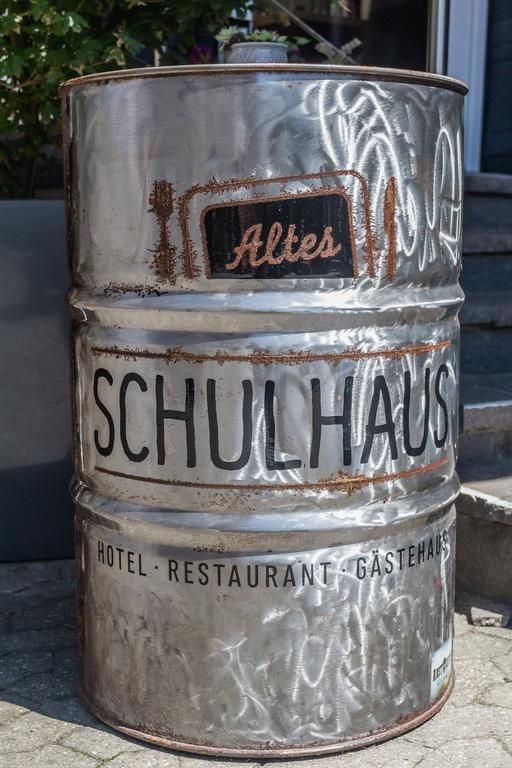 Altes
SCHULHAUS
HOTEL · RESTAURANT · GÄSTEHAUS